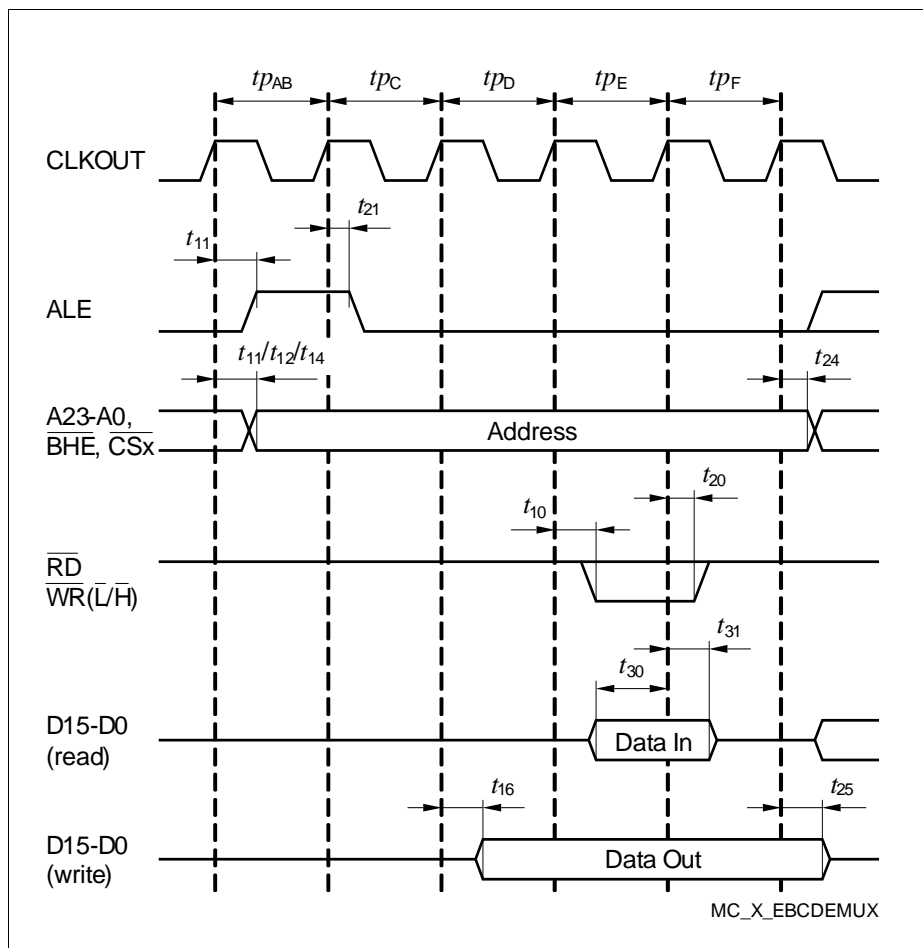 tpAB tpC tpD tpE tpF
CLKOUT
t21
t11
ALE
t11/t12/t14
t24
A23-A0,
BHE, CSx
Address
t20
t10
RD
WR(L/H)
t31
t30
D15-D0
(read)
Data In
t16
t25
D15-D0
(write)
Data Out
MC_X_EBCDEMUX